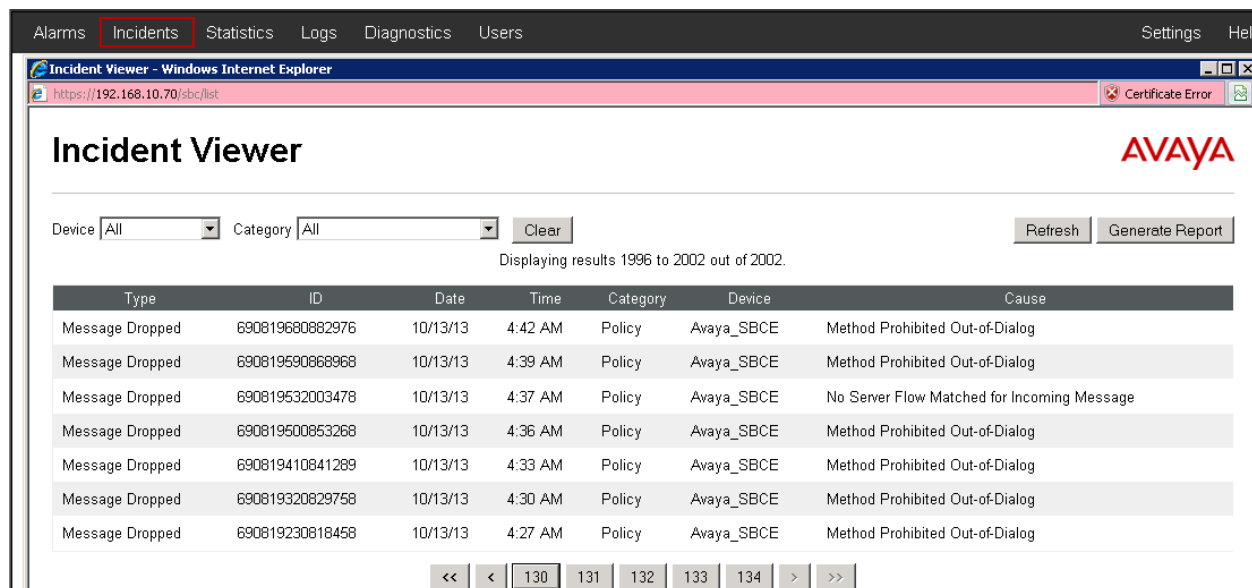 Alarms Incidents Statistics Logs Diagnostics Users Settings Hel
Incident Viewer - Windows Internet Explorer
https://192.168.10.70/sbc/list Certificate Error
Incident Viewer AVAYA
Device All Category All Clear Refresh Generate Report
Displaying results 1996 to 2002 out of 2002.
Type ID Date Time Category Device Cause
Message Dropped 690819680882976 10/13/13 4:42 AM Policy Avaya_SBCE Method Prohibited Out-of-Dialog
Message Dropped 690819590868968 10/13/13 4:39 AM Policy Avaya_SBCE Method Prohibited Out-of-Dialog
Message Dropped 690819532003478 10/13/13 4:37 AM Policy Avaya_SBCE No Server Flow Matched for Incoming Message
Message Dropped 690819500853268 10/13/13 4:36 AM Policy Avaya_SBCE Method Prohibited Out-of-Dialog
Message Dropped 690819410841289 10/13/13 4:33 AM Policy Avaya_SBCE Method Prohibited Out-of-Dialog
Message Dropped 690819320829758 10/13/13 4:30 AM Policy Avaya_SBCE Method Prohibited Out-of-Dialog
Message Dropped 690819230818458 10/13/13 4:27 AM Policy Avaya_SBCE Method Prohibited Out-of-Dialog
<< < 130 131 132 133 134 > >>